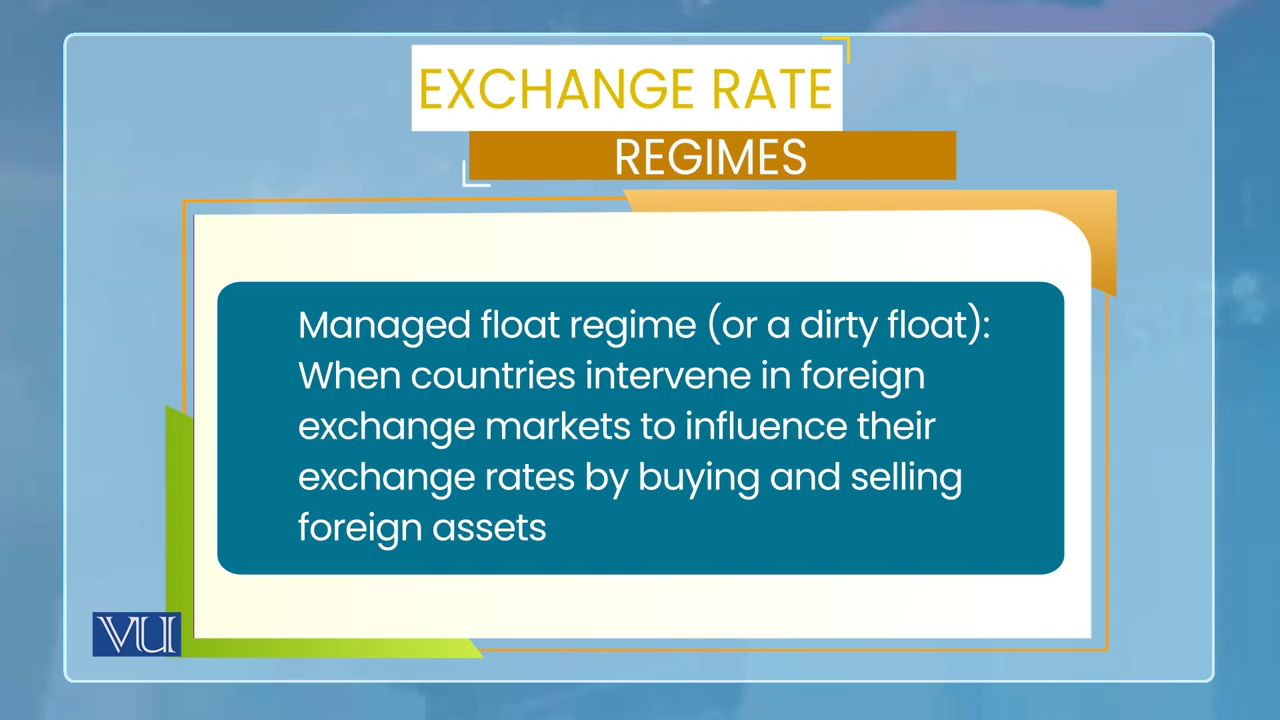 EXCHANGE RATE
REGIMES
Managed float regime (or a dirty float):
When countries intervene in foreign
exchange markets to influence their
exchange rates by buying and selling
foreign assets
VU